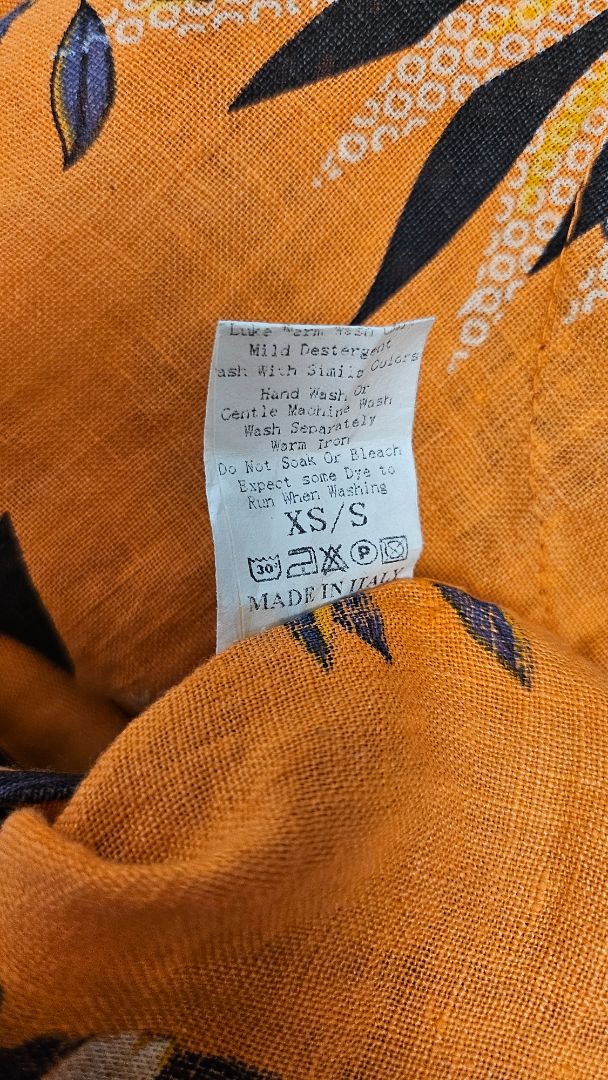 Luke Warm Wash
Mild Destergent
ash With Simila Colors
Hand Wash Or
Gentle Machine Wash
Wash Separately
Warm Iron
Do Not Soak Or Bleach
Expect some Dye to
Run When Washing
XS/S
30° P
MADE IN ITALY